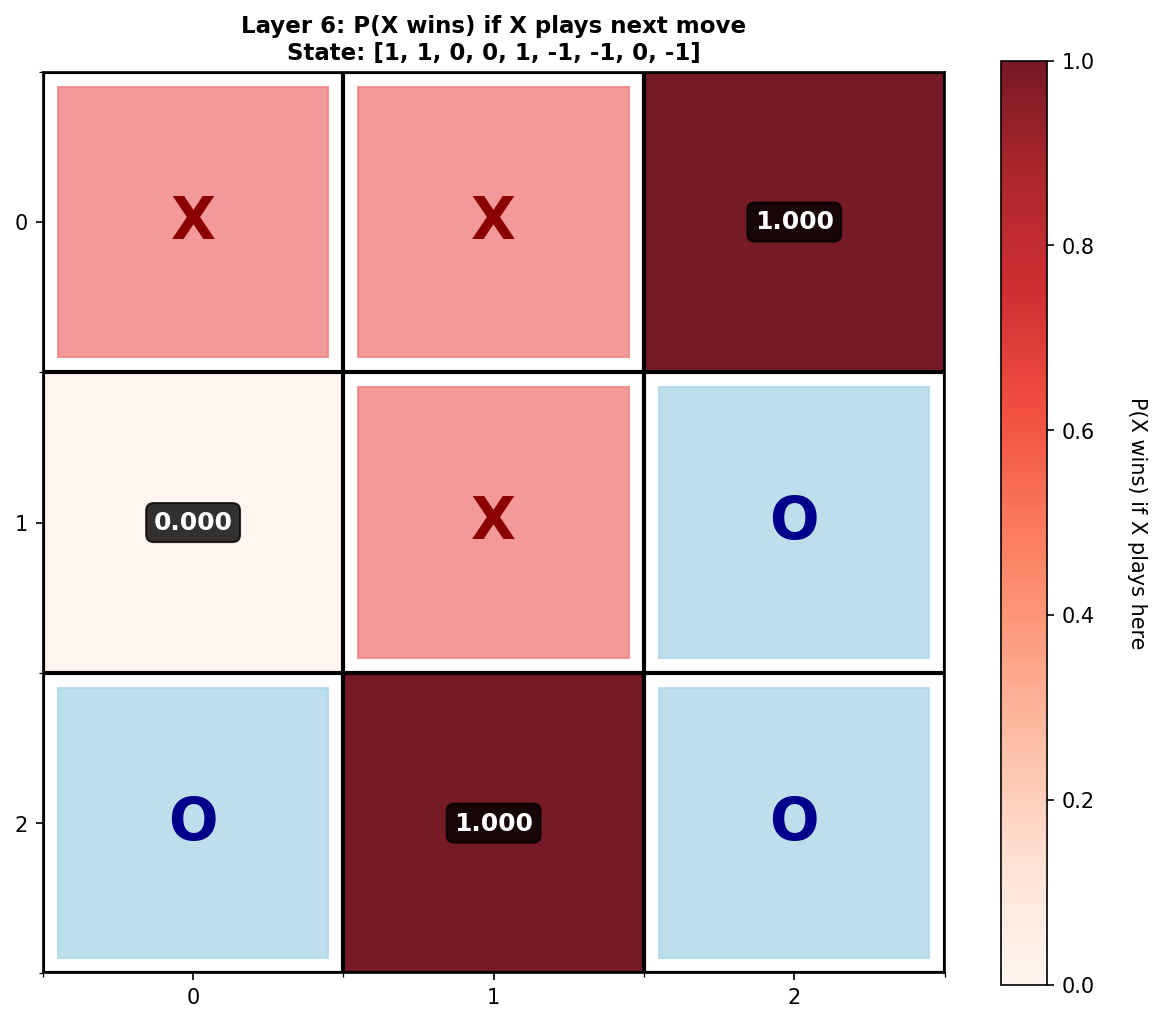 Layer 6: P(X wins) if X plays next move
State: [1, 1, 0, 0, 1, -1, -1, 0, -1]
X
X
1.000
0.000
X
O
O
1.000
O
0
1
2
0
1
2
1.0
0.8
0.6
0.4
0.2
0.0
P(X wins) if X plays here